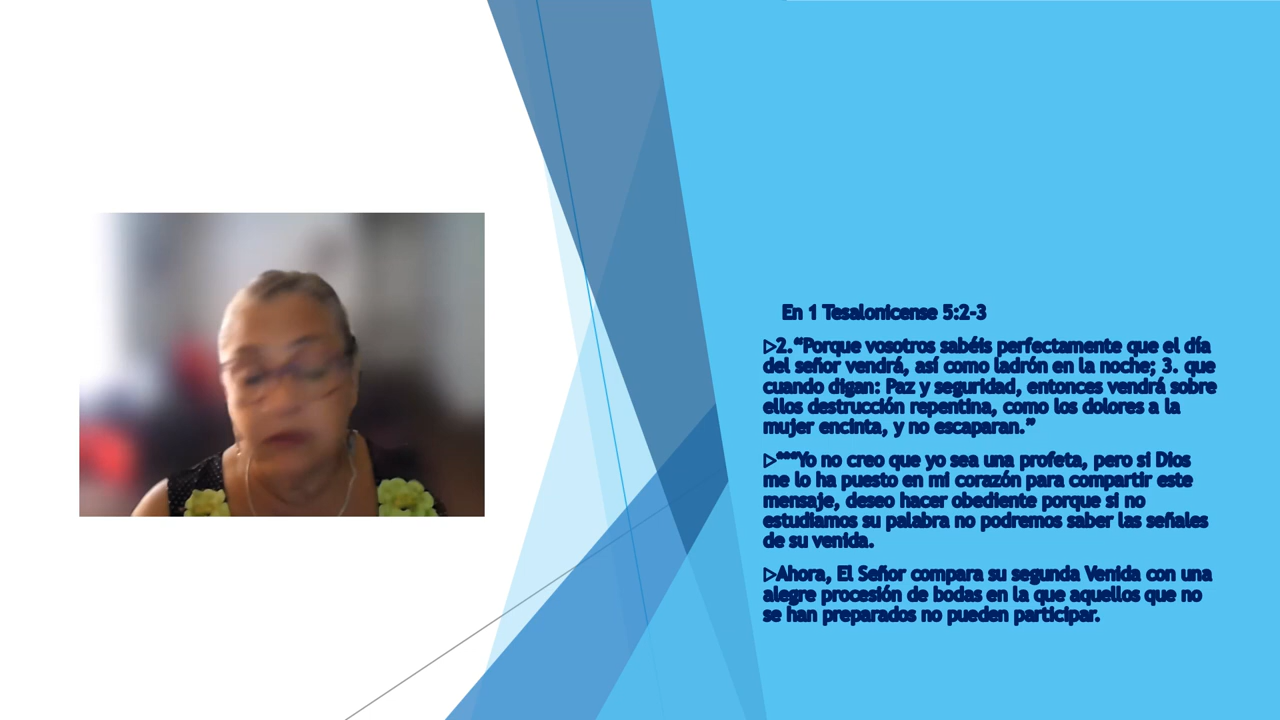 En 1 Tesalonicense 5:2-3
▷2.“Porque vosotros sabéis perfectamente que el día
del señor vendrá, así como ladrón en la noche; 3. que
cuando digan: Paz y seguridad, entonces vendrá sobre
ellos destrucción repentina, como los dolores a la
mujer encinta, y no escaparan.”
▷***Yo no creo que yo sea una profeta, pero si Dios
me lo ha puesto en mi corazón para compartir este
mensaje, deseo hacer obediente porque si no
estudiamos su palabra no podremos saber las señales
de su venida.
▷Ahora, El Señor compara su segunda Venida con una
alegre procesión de bodas en la que aquellos que no
se han preparados no pueden participar.